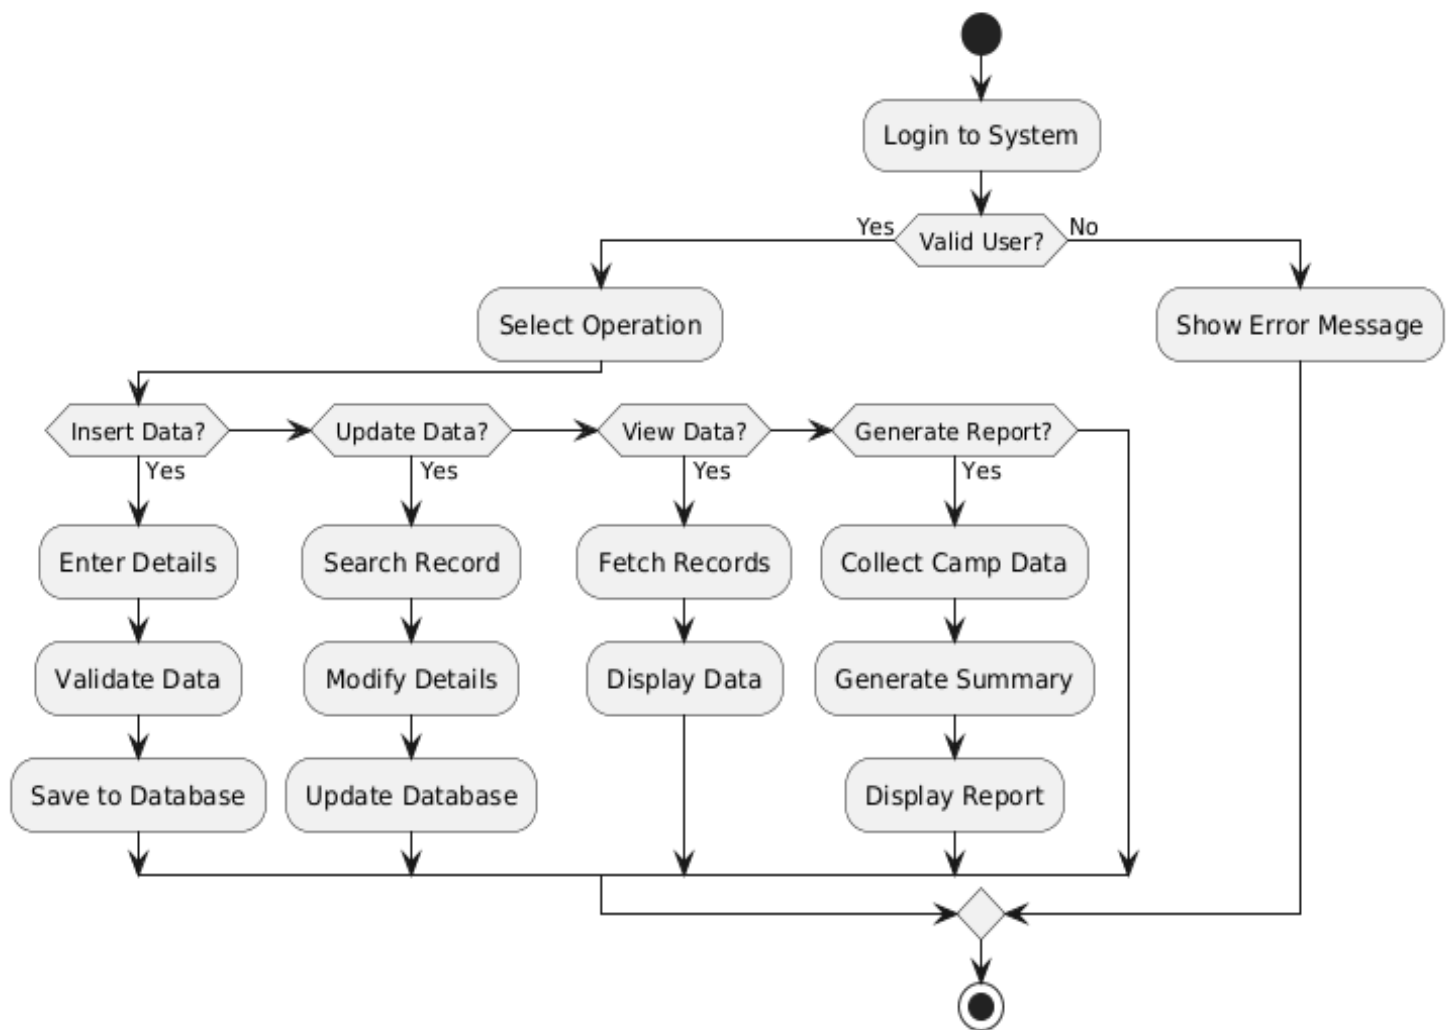 Login to System
Yes
Valid User?
No
Select Operation
Show Error Message
Insert Data?
Update Data?
View Data?
Generate Report?
Yes
Yes
Yes
Yes
Enter Details
Search Record
Fetch Records
Collect Camp Data
Validate Data
Modify Details
Display Data
Generate Summary
Save to Database
Update Database
Display Report